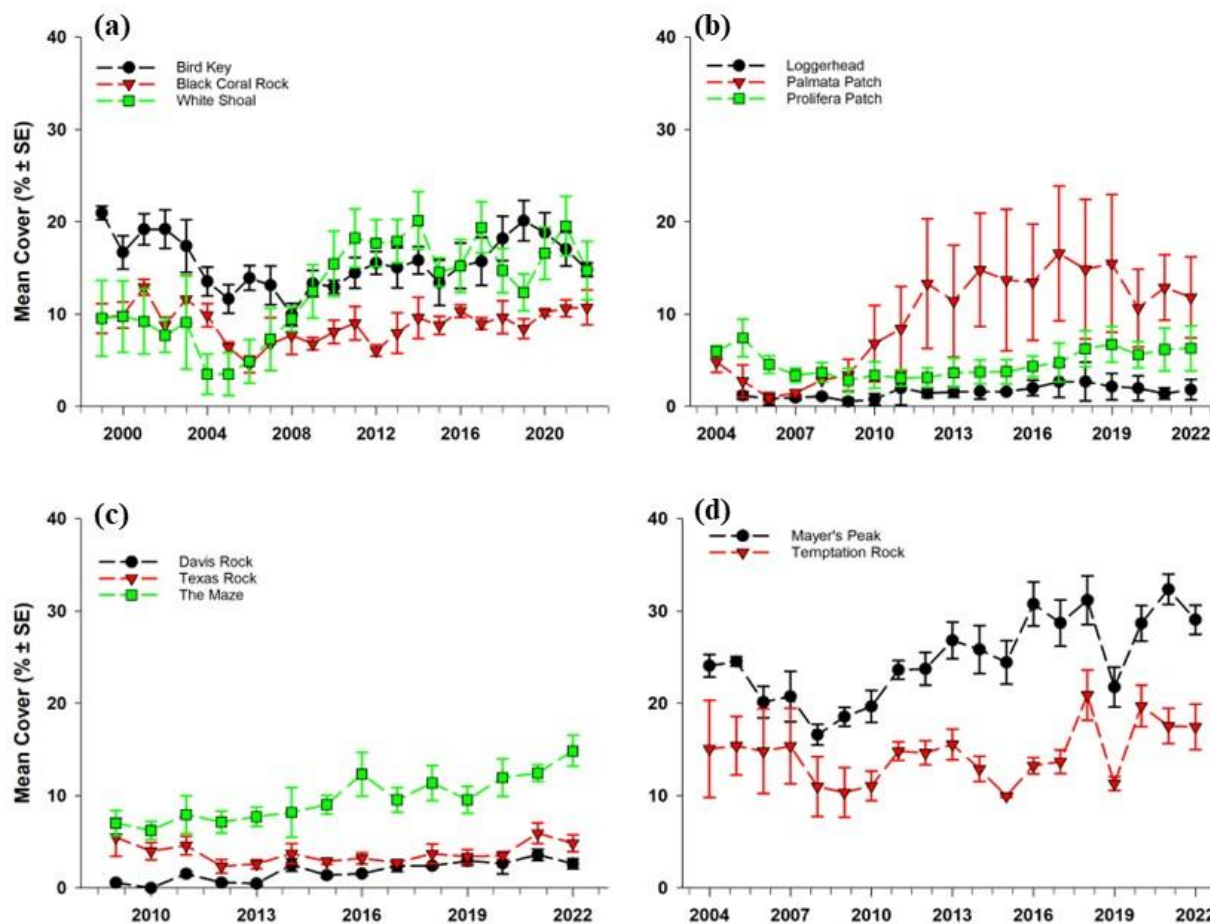 (a)
Bird Key
Black Coral Rock
White Shoal
Mean Cover (% ± SE)
40
30
20
10
0
2000 2004 2008 2012 2016 2020
(b)
Loggerhead
Palmata Patch
Prolifera Patch
40
30
20
10
0
2004 2007 2010 2013 2016 2019 2022
(c)
Davis Rock
Texas Rock
The Maze
Mean Cover (% ± SE)
40
30
20
10
0
2010 2013 2016 2019 2022
(d)
Mayer's Peak
Temptation Rock
40
30
20
10
0
2004 2007 2010 2013 2016 2019 2022